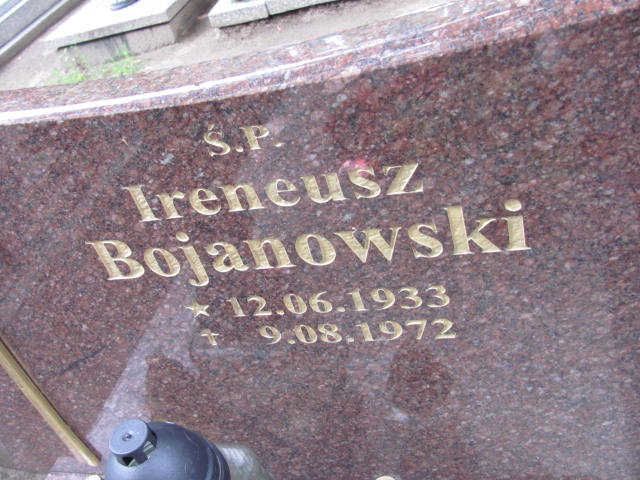 Ś.P.
Ireneusz
Bojanowski
★ 12.06.1933
✝ 9.08.1972